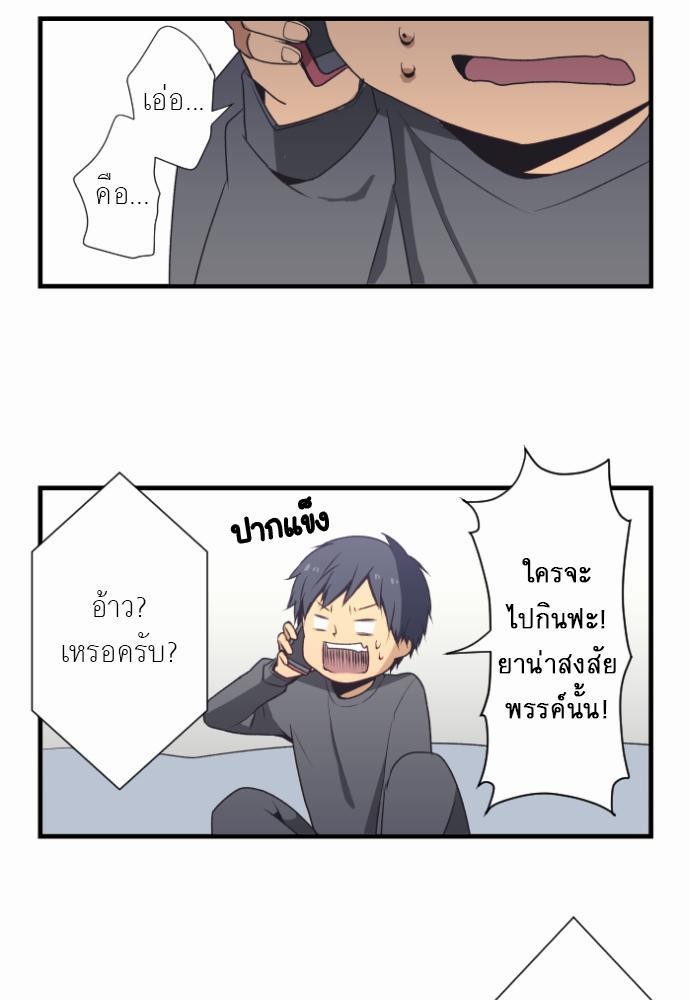 เอ่อ...
คือ...
ปากแข็ง
ใครจะ
ไปกินฟะ!
ยาน่าสงสัย
พรรค์นั้น!
อ้าว?
เหรอครับ?